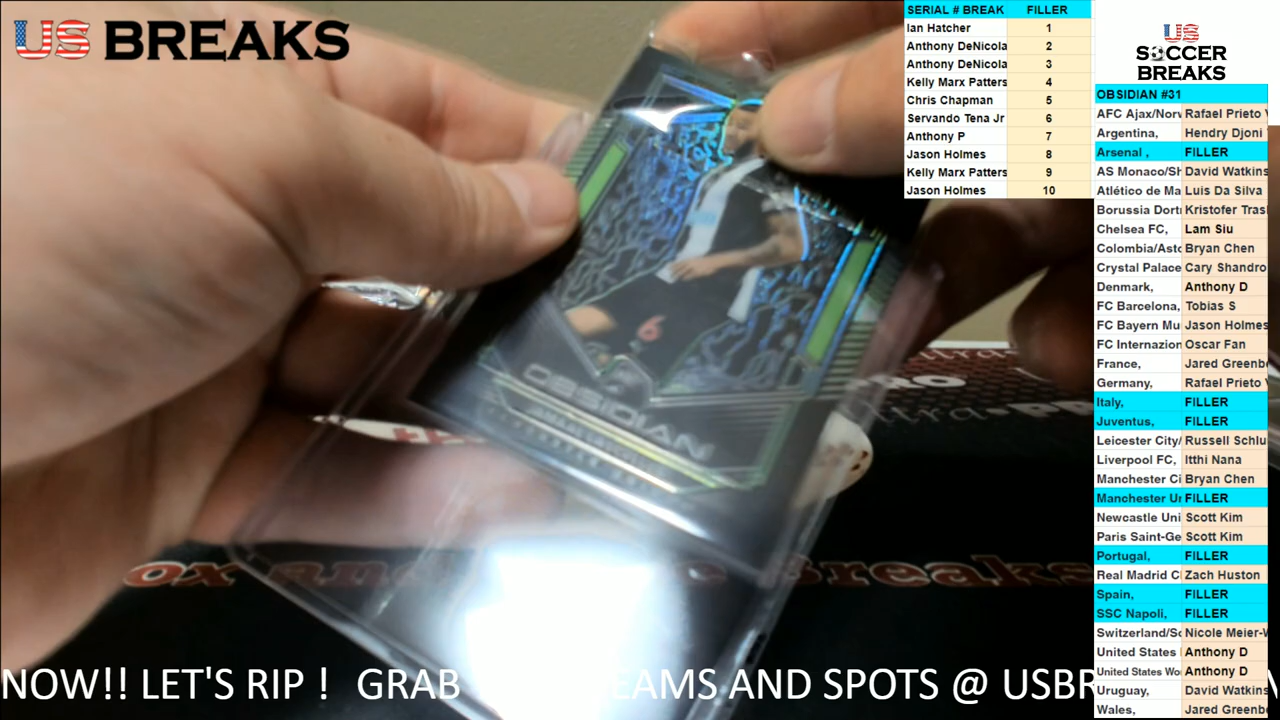 US BREAKS
SERIAL # BREAK FILLER
Ian Hatcher 1
Anthony DeNicola 2
Anthony DeNicola 3
Kelly Marx Patters 4
Chris Chapman 5
Servando Tena Jr 6
Anthony P 7
Jason Holmes 8
Kelly Marx Patters 9
Jason Holmes 10
US
SOCCER
BREAKS
OBSIDIAN #31
AFC Ajax/Norw Rafael Prieto V
Argentina, Hendry Djoni
Arsenal , FILLER
AS Monaco/Sh David Watkins
Atlético de Ma Luis Da Silva
Borussia Dort Kristofer Tras
Chelsea FC, Lam Siu
Colombia/Asto Bryan Chen
Crystal Palace Cary Shandro
Denmark, Anthony D
FC Barcelona, Tobias S
FC Bayern Mu Jason Holmes
FC Internazion Oscar Fan
France, Jared Greenb
Germany, Rafael Prieto V
Italy, FILLER
Juventus, FILLER
Leicester City/ Russell Schlu
Liverpool FC, Itthi Nana
Manchester Ci Bryan Chen
Manchester Un FILLER
Newcastle Uni Scott Kim
Paris Saint-Ge Scott Kim
Portugal, FILLER
Real Madrid C Zach Huston
Spain, FILLER
SSC Napoli, FILLER
Switzerland/Sc Nicole Meier-W
United States Anthony D
United States Wo Anthony D
Uruguay, David Watkins
Wales, Jared Greenb
OBSIDIAN
ox an Breaks
NOW!! LET'S RIP ! GRAB EAMS AND SPOTS @ USBR